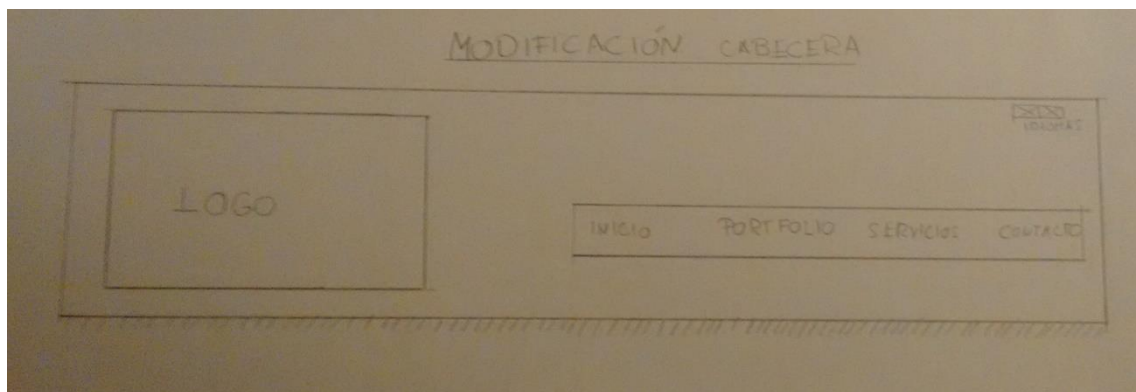 MODIFICACIÓN CABECERA
IDIOMAS
LOGO
INICIO PORTFOLIO SERVICIOS CONTACTO